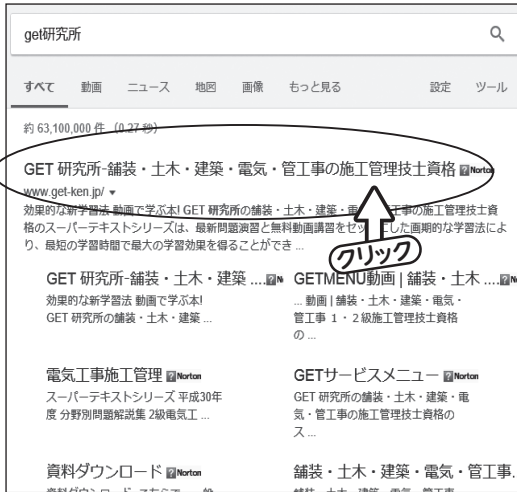 get研究所
すべて 動画 ニュース 地図 画像 もっと見る 設定 ツール
約 63,100,000 件 (0.27 秒)
GET 研究所-舗装・土木・建築・電気・管工事の施工管理技士資格 Norton
www.get-ken.jp/
効果的な新学習法 動画で学ぶ本! GET 研究所の舗装・土木・建築・電気・管工事の施工管理技士資
格のスーパーテキストシリーズは、最新問題演習と無料動画講習をセットにした画期的な学習法によ
り、最短の学習時間で最大の学習効果を得ることができ ...
クリック
GET 研究所-舗装・土木・建築 ....
効果的な新学習法 動画で学ぶ本!
GET 研究所の舗装・土木・建築 ...
GETMENU動画 | 舗装・土木 ....
... 動画 | 舗装・土木・建築・電気・
管工事 1・2級施工管理技士資格
の ...
電気工事施工管理 Norton
スーパーテキストシリーズ 平成30年
度 分野別問題解説集 2級電気工 ...
GETサービスメニュー Norton
GET 研究所の舗装・土木・建築・電
気・管工事の施工管理技士資格の
ス ...
資料ダウンロード Norton
舗装・土木・建築・電気・管工事.